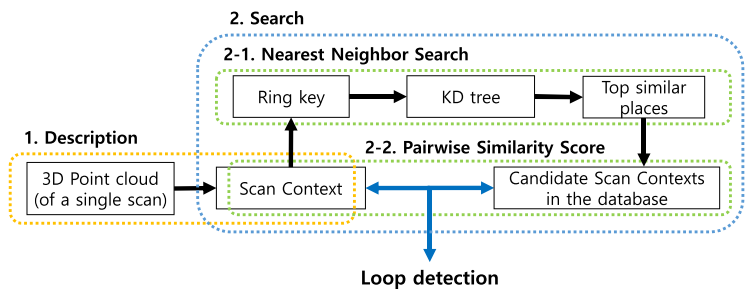 2. Search
2-1. Nearest Neighbor Search
Ring key
KD tree
Top similar
places
1. Description
2-2. Pairwise Similarity Score
3D Point cloud
(of a single scan)
Scan Context
Candidate Scan Contexts
in the database
Loop detection